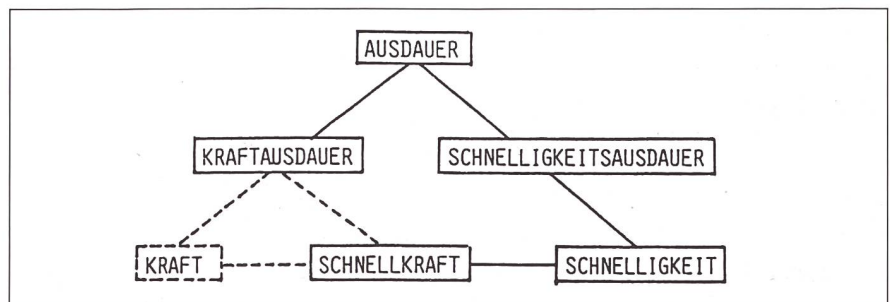 AUSDAUER
KRAFTAUSDAUER SCHNELLIGKEITSAUSDAUER
KRAFT SCHNELLKRAFT SCHNELLIGKEIT